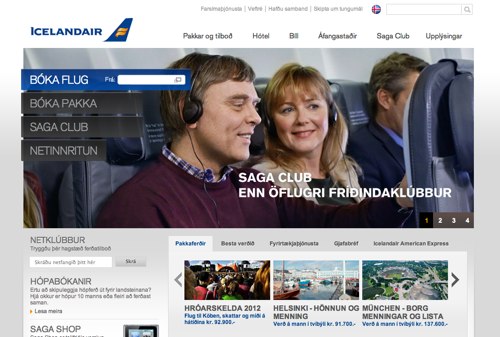 Farsímaþjónusta | Veftré | Hafðu samband | Skipta um tungumál
ICELANDAIR
Pakkar og tilboð Hótel Bíll Áfangastaðir Saga Club Upplýsingar
BÓKA FLUG Frá:
BÓKA PAKKA
SAGA CLUB
NETINNRITUN
SAGA CLUB
ENN ÖFLUGRI FRÍÐINDAKLÚBBUR
1 2 3 4
NETKLÚBBUR
Tryggðu þér hagstæð ferðatilboð
Skráðu netfangið þitt Skrá
HÓPABÓKANIR
Ertu að skipuleggja hópferð út fyrir landsteinana?
Hjá okkur er hópur 10 manns eða fleiri að ferðast
saman.
Lesa meira
SAGA SHOP
Pakkaferðir Besta verðið Fyrirtækjaþjónusta Gjafabréf Icelandair American Express
HRÓARSKELDA 2012
Flug til Köben, skattar og miði á
hátíðina kr. 92.900.-
HELSINKI - HÖNNUN OG
MENNING
Verð á mann í tvíbýli kr. 91.700.-
MÜNCHEN - BORG
MENNINGAR OG LISTA
Verð á mann í tvíbýli kr. 137.600.-